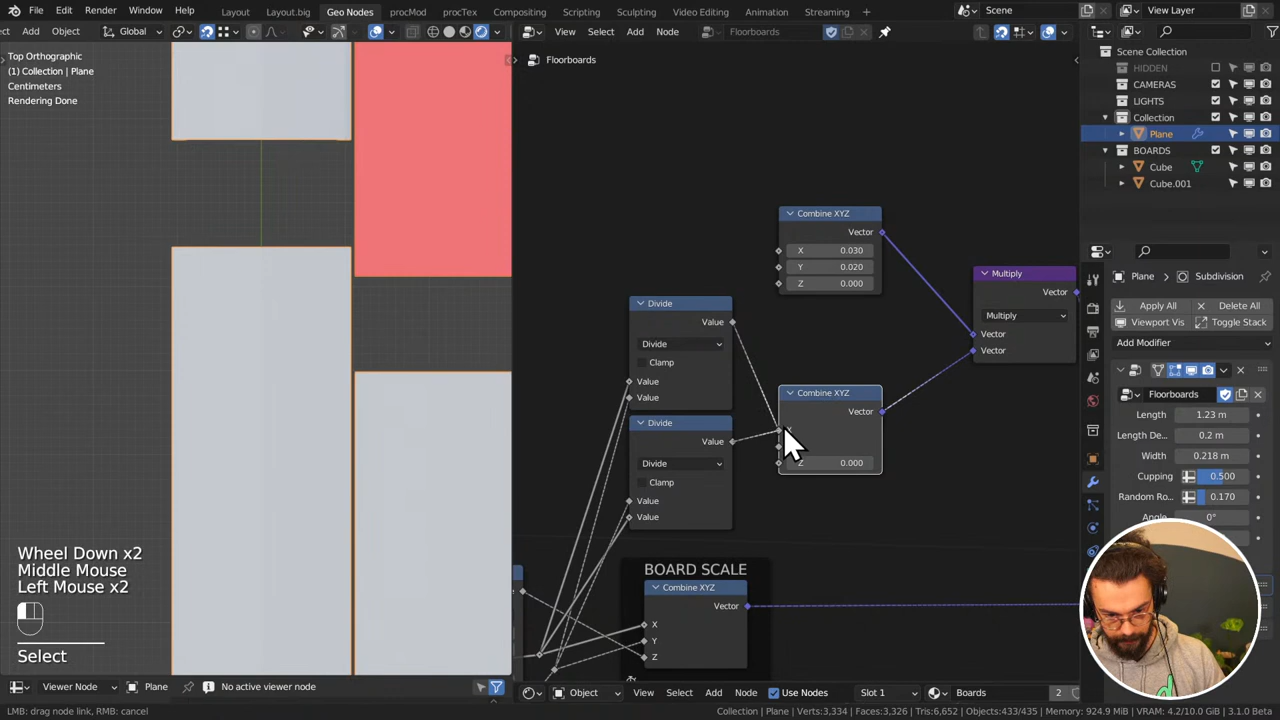 File Edit Render Window Help Layout Layout.big Geo Nodes procMod procTex Compositing Scripting Sculpting Video Editing Animation Streaming Scene View Layer
Add Object Global View Select Add Node Floorboards
Top Orthographic
(1) Collection | Plane
Centimeters
Rendering Done
Floorboards
Scene Collection
HIDDEN
CAMERAS
LIGHTS
Collection
Plane
BOARDS
Cube
Cube.001
Combine XYZ
Vector
X 0.030
Y 0.020
Z 0.000
Multiply
Vector
Multiply
Vector
Vector
Divide
Value
Divide
Clamp
Value
Value
Divide
Value
Divide
Clamp
Value
Value
Combine XYZ
Vector
X
Z 0.000
BOARD SCALE
Combine XYZ
Vector
X
Y
Z
Plane Subdivision
Apply All Delete All
Viewport Vis Toggle Stack
Add Modifier
Floorboards
Length 1.23 m
Length De... 0.2 m
Width 0.218 m
Cupping 0.500
Random Ro... 0.170
Angle 0°
Wheel Down x2
Middle Mouse
Left Mouse x2
Select
Viewer Node Plane No active viewer node
Object View Select Add Node Use Nodes Slot 1 Boards 2
LMB: drag node link, RMB: cancel
Collection | Plane Verts:3,334 Faces:3,326 Tris:6,652 Objects:433/435 Mem: 924.9 MiB VRAM: 4.2/10.0 GiB 3.1.0 Beta